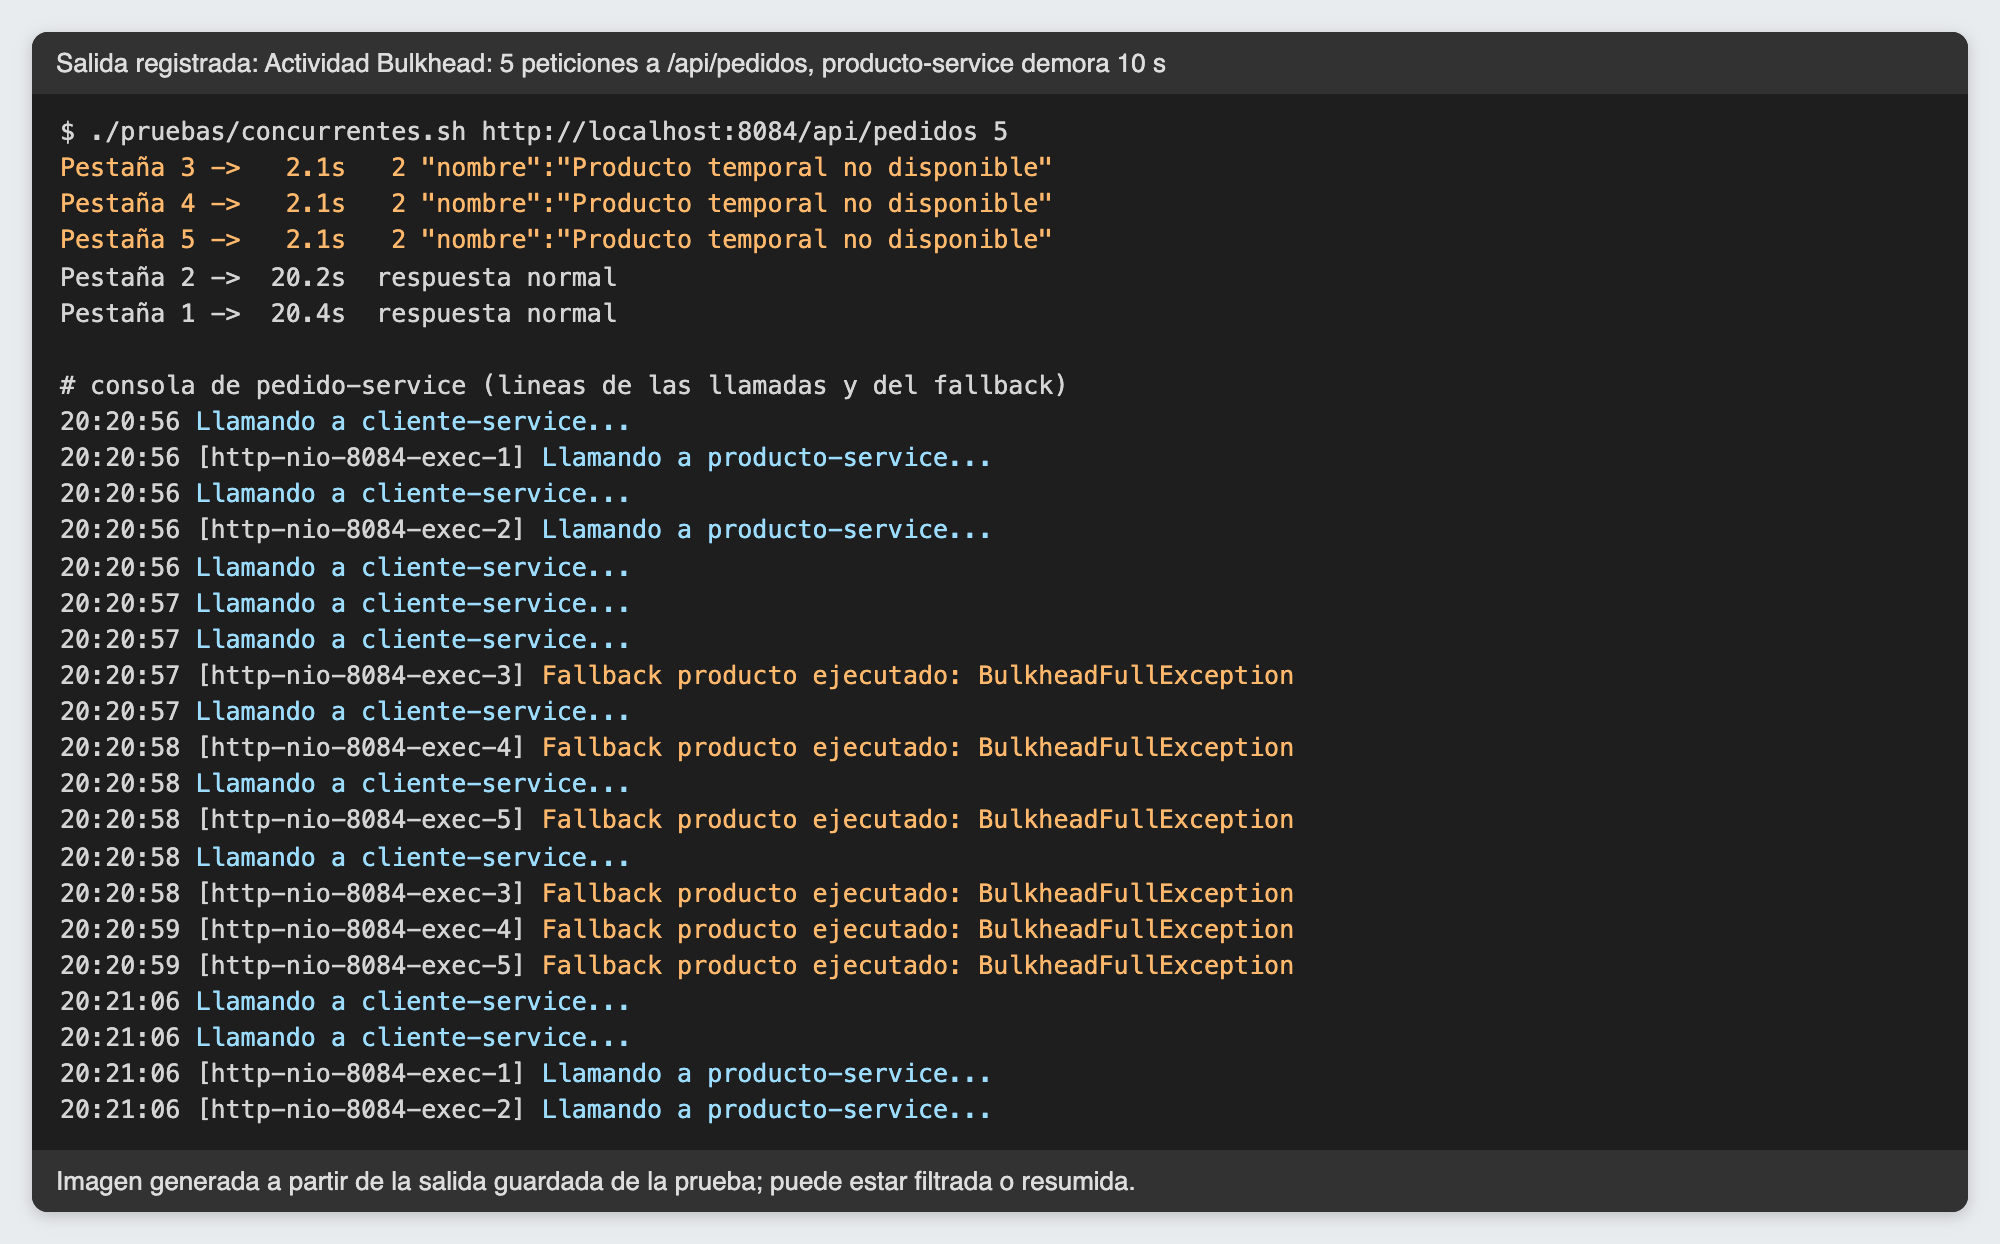 Salida registrada: Actividad Bulkhead: 5 peticiones a /api/pedidos, producto-service demora 10 s
$ ./pruebas/concurrentes.sh http://localhost:8084/api/pedidos 5
Pestaña 3 ->   2.1s   2 "nombre":"Producto temporal no disponible"
Pestaña 4 ->   2.1s   2 "nombre":"Producto temporal no disponible"
Pestaña 5 ->   2.1s   2 "nombre":"Producto temporal no disponible"
Pestaña 2 ->  20.2s  respuesta normal
Pestaña 1 ->  20.4s  respuesta normal
# consola de pedido-service (lineas de las llamadas y del fallback)
20:20:56 Llamando a cliente-service...
20:20:56 [http-nio-8084-exec-1] Llamando a producto-service...
20:20:56 Llamando a cliente-service...
20:20:56 [http-nio-8084-exec-2] Llamando a producto-service...
20:20:56 Llamando a cliente-service...
20:20:57 Llamando a cliente-service...
20:20:57 Llamando a cliente-service...
20:20:57 [http-nio-8084-exec-3] Fallback producto ejecutado: BulkheadFullException
20:20:57 Llamando a cliente-service...
20:20:58 [http-nio-8084-exec-4] Fallback producto ejecutado: BulkheadFullException
20:20:58 Llamando a cliente-service...
20:20:58 [http-nio-8084-exec-5] Fallback producto ejecutado: BulkheadFullException
20:20:58 Llamando a cliente-service...
20:20:58 [http-nio-8084-exec-3] Fallback producto ejecutado: BulkheadFullException
20:20:59 [http-nio-8084-exec-4] Fallback producto ejecutado: BulkheadFullException
20:20:59 [http-nio-8084-exec-5] Fallback producto ejecutado: BulkheadFullException
20:21:06 Llamando a cliente-service...
20:21:06 Llamando a cliente-service...
20:21:06 [http-nio-8084-exec-1] Llamando a producto-service...
20:21:06 [http-nio-8084-exec-2] Llamando a producto-service...
Imagen generada a partir de la salida guardada de la prueba; puede estar filtrada o resumida.